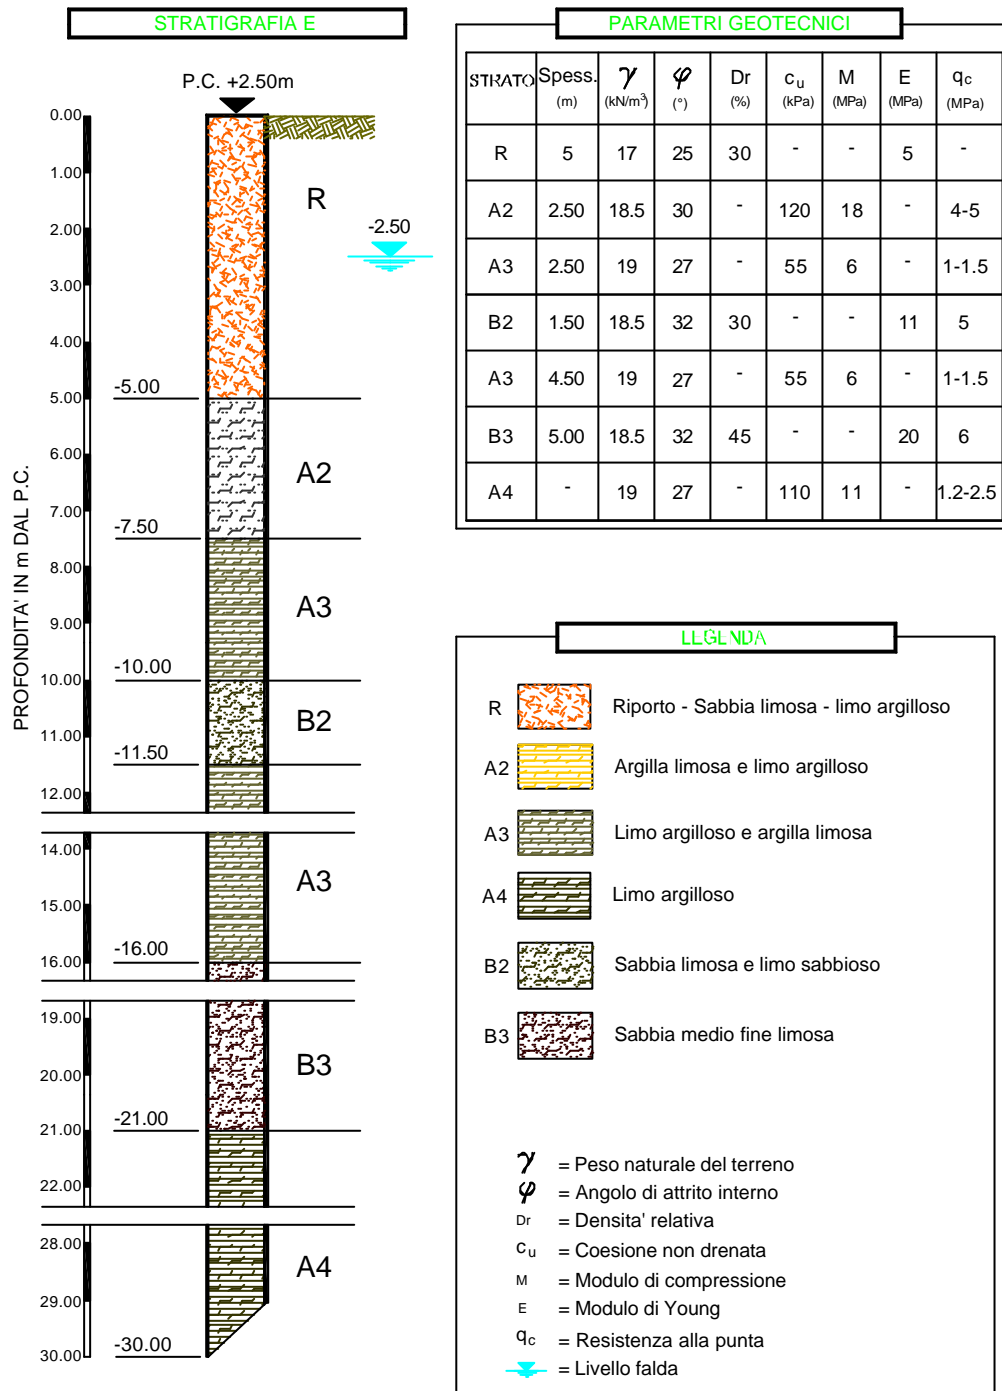 STRATIGRAFIA E
P.C. +2.50m
PROFONDITA' IN m DAL P.C.
0.00
1.00
R
2.00
-2.50
3.00
4.00
-5.00
5.00
6.00
A2
7.00
-7.50
8.00
A3
9.00
-10.00
10.00
B2
11.00
-11.50
12.00
14.00
A3
15.00
-16.00
16.00
19.00
B3
20.00
-21.00
21.00
22.00
28.00
A4
29.00
-30.00
30.00
PARAMETRI GEOTECNICI
STRATO Spess. (m) γ (kN/m³) φ (°) Dr (%) cu (kPa) M (MPa) E (MPa) qc (MPa)
R 5 17 25 30 - - 5 -
A2 2.50 18.5 30 - 120 18 - 4-5
A3 2.50 19 27 - 55 6 - 1-1.5
B2 1.50 18.5 32 30 - - 11 5
A3 4.50 19 27 - 55 6 - 1-1.5
B3 5.00 18.5 32 45 - - 20 6
A4 - 19 27 - 110 11 - 1.2-2.5
LEGENDA
R Riporto - Sabbia limosa - limo argilloso
A2 Argilla limosa e limo argilloso
A3 Limo argilloso e argilla limosa
A4 Limo argilloso
B2 Sabbia limosa e limo sabbioso
B3 Sabbia medio fine limosa
γ = Peso naturale del terreno
φ = Angolo di attrito interno
Dr = Densita' relativa
cu = Coesione non drenata
M = Modulo di compressione
E = Modulo di Young
qc = Resistenza alla punta
= Livello falda